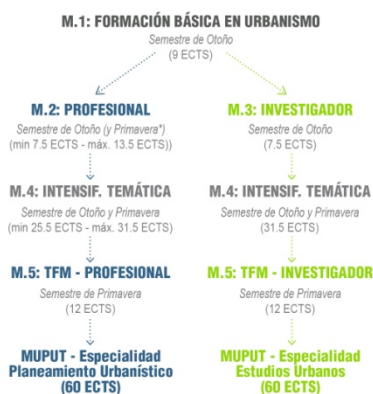 M.1: FORMACIÓN BÁSICA EN URBANISMO
Semestre de Otoño
(9 ECTS)
M.2: PROFESIONAL
Semestre de Otoño (y Primavera*)
(min 7.5 ECTS - máx. 13.5 ECTS))
M.3: INVESTIGADOR
Semestre de Otoño
(7.5 ECTS)
M.4: INTENSIF. TEMÁTICA
Semestre de Otoño y Primavera
(min 25.5 ECTS - máx. 31.5 ECTS)
M.4: INTENSIF. TEMÁTICA
Semestre de Otoño y Primavera
(31.5 ECTS)
M.5: TFM - PROFESIONAL
Semestre de Primavera
(12 ECTS)
M.5: TFM - INVESTIGADOR
Semestre de Primavera
(12 ECTS)
MUPUT - Especialidad
Planeamiento Urbanístico
(60 ECTS)
MUPUT - Especialidad
Estudios Urbanos
(60 ECTS)